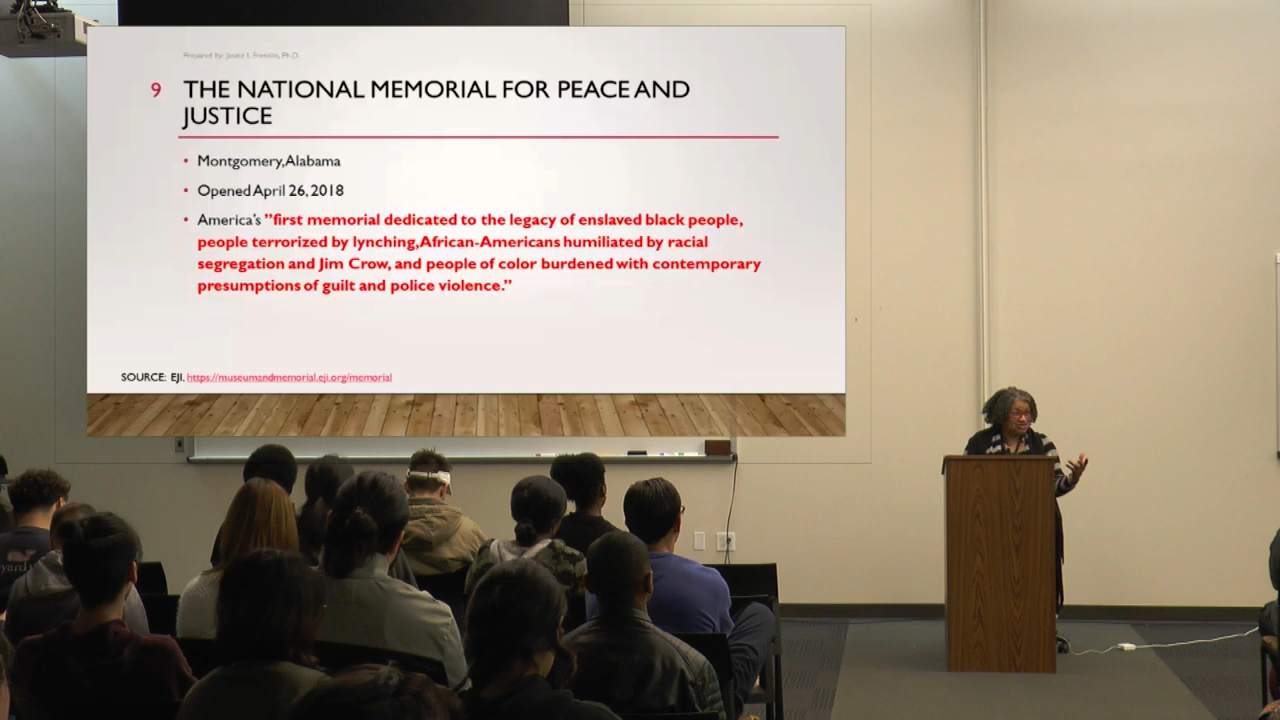 Prepared by:
9 THE NATIONAL MEMORIAL FOR PEACE AND
JUSTICE
• Montgomery, Alabama
• Opened April 26, 2018
• America's "first memorial dedicated to the legacy of enslaved black people,
people terrorized by lynching, African-Americans humiliated by racial
segregation and Jim Crow, and people of color burdened with contemporary
presumptions of guilt and police violence."
SOURCE: EJI, https://museumandmemorial.eji.org/memorial